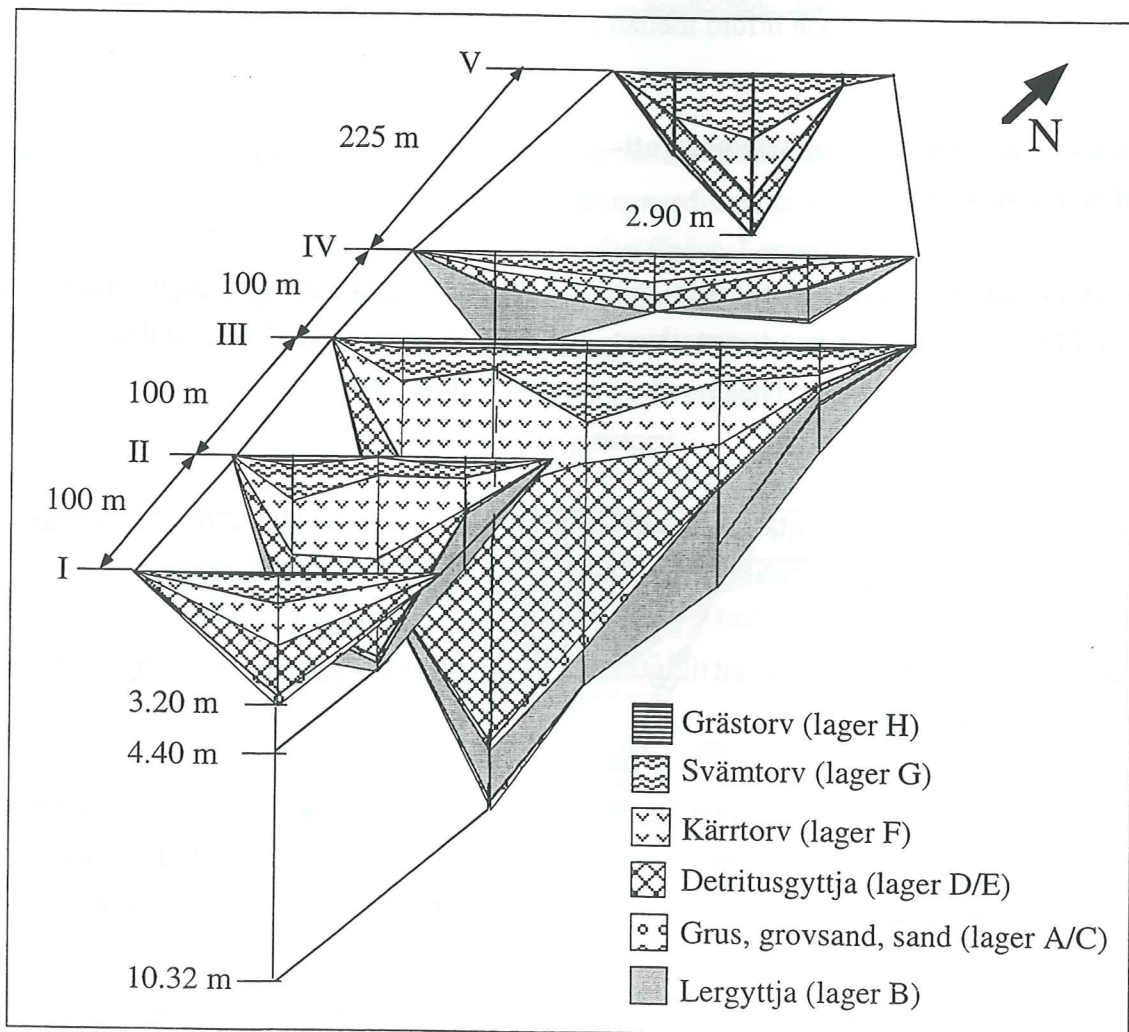 V
225 m
N
2.90 m
IV
100 m
III
100 m
II
100 m
I
3.20 m
4.40 m
10.32 m
Grästorv (lager H)
Svämtorv (lager G)
Kärrtorv (lager F)
Detritusgyttja (lager D/E)
Grus, grovsand, sand (lager A/C)
Lergyttja (lager B)